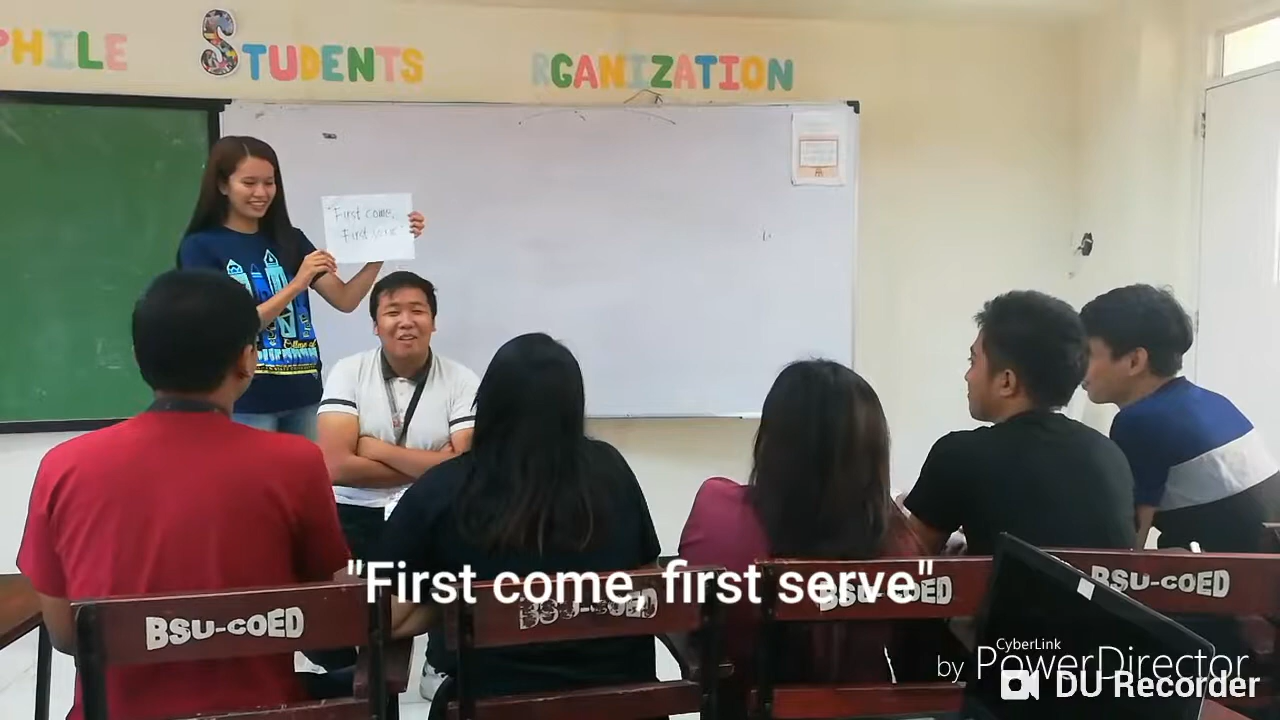 PHILE STUDENTS RGANIZATION
"First come,
First serve"
"First come, first serve"
BSU-COED
BSU-COED
BSU-COED
BSU-COED
CyberLink
by PowerDirector
DU Recorder